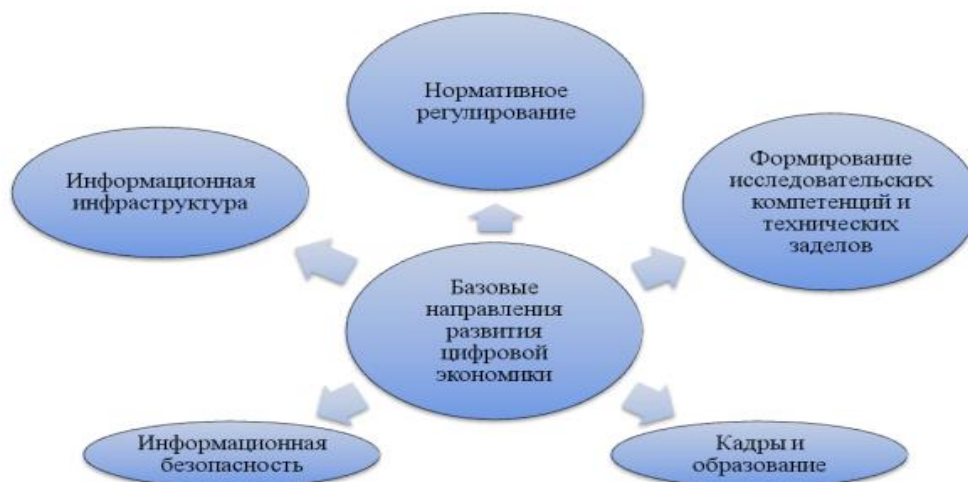 Нормативное
регулирование
Информационная
инфраструктура
Формирование
исследовательских
компетенций и
технических
заделов
Базовые
направления
развития
цифровой
экономики
Информационная
безопасность
Кадры и
образование